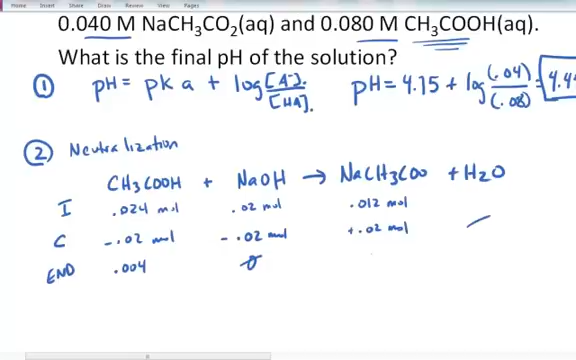 Home Insert Share Draw Review View
0.040 M NaCH₃CO₂(aq) and 0.080 M CH₃COOH(aq).
What is the final pH of the solution?
① pH = pka + log [A⁻] / [HA]. pH = 4.75 + log (.04) / (.08) = 4.4
② Neutralization
CH3COOH + NaOH → NaCH3COO + H2O
I .024 mol .02 mol .012 mol
C -.02 mol -.02 mol +.02 mol
END .004 0